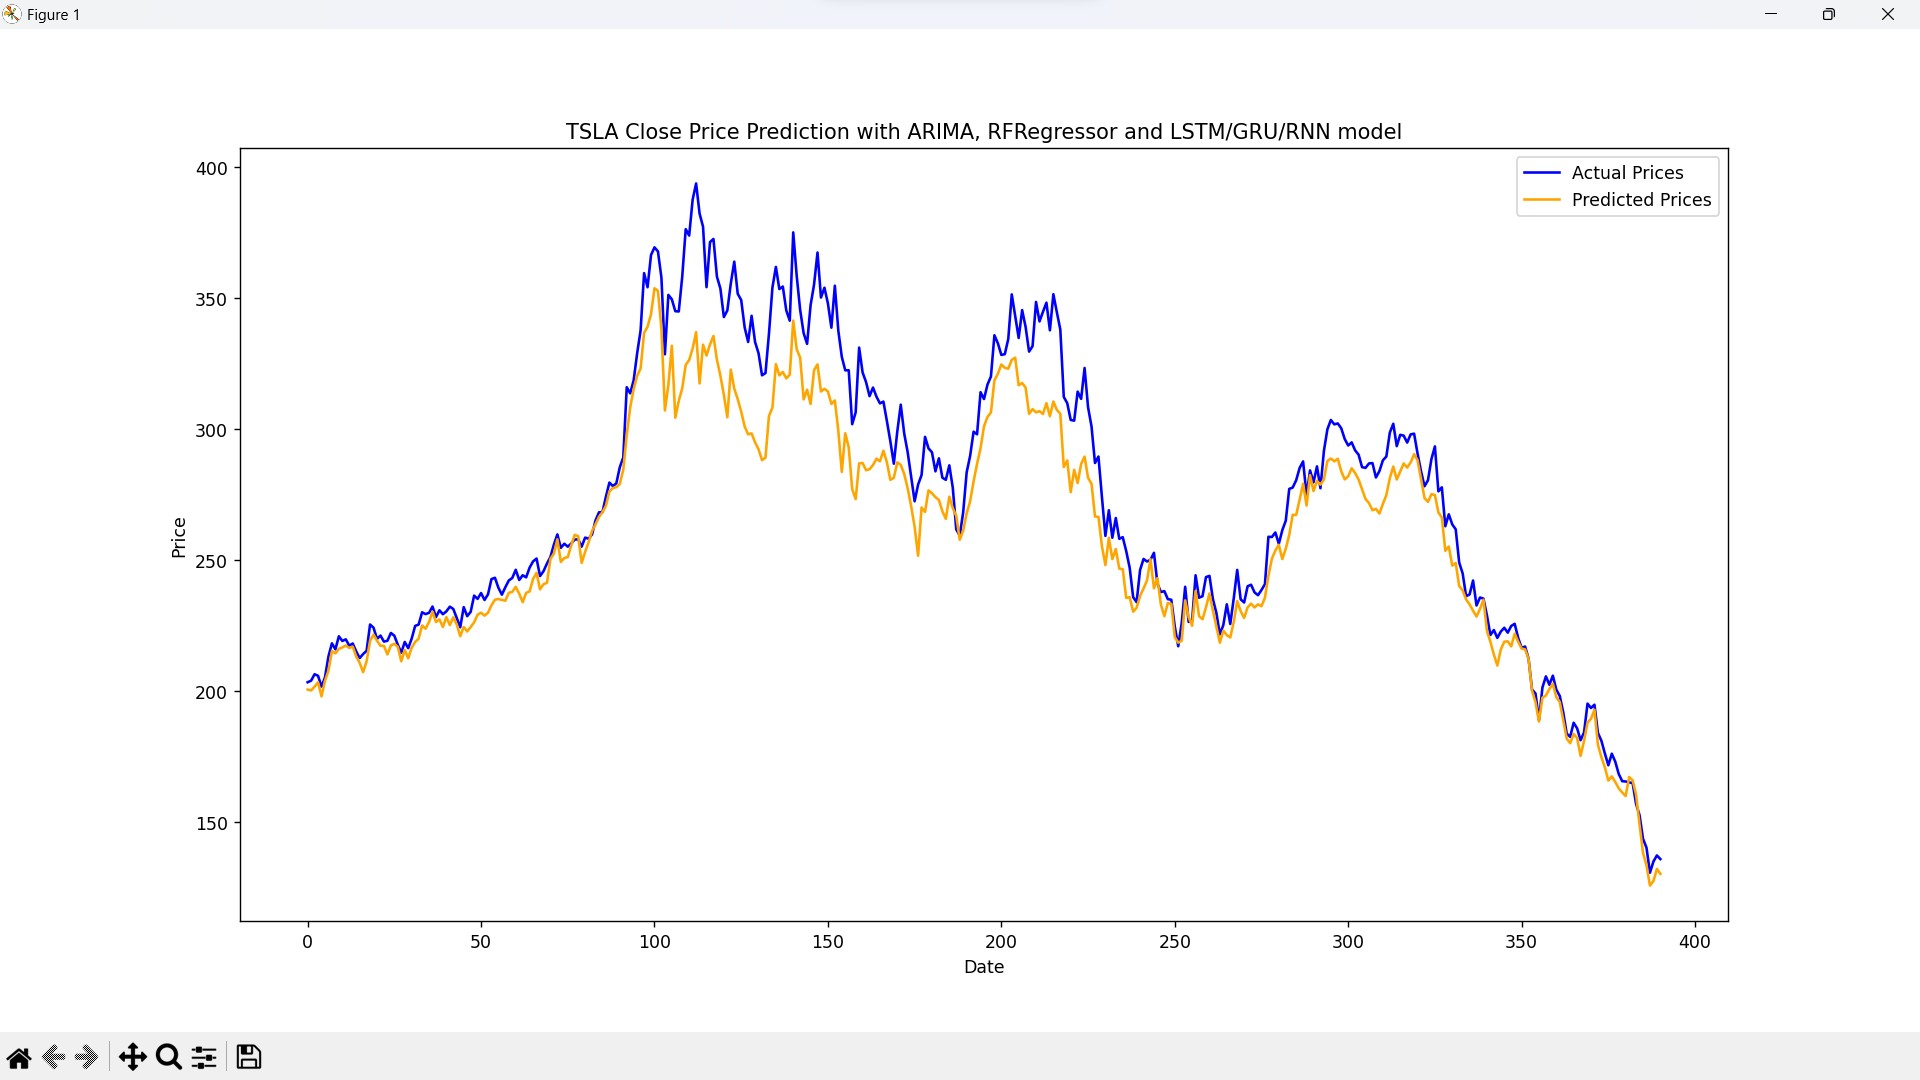 Figure 1
TSLA Close Price Prediction with ARIMA, RFRegressor and LSTM/GRU/RNN model
Actual Prices
Predicted Prices
400
350
300
250
200
150
Price
0 50 100 150 200 250 300 350 400
Date